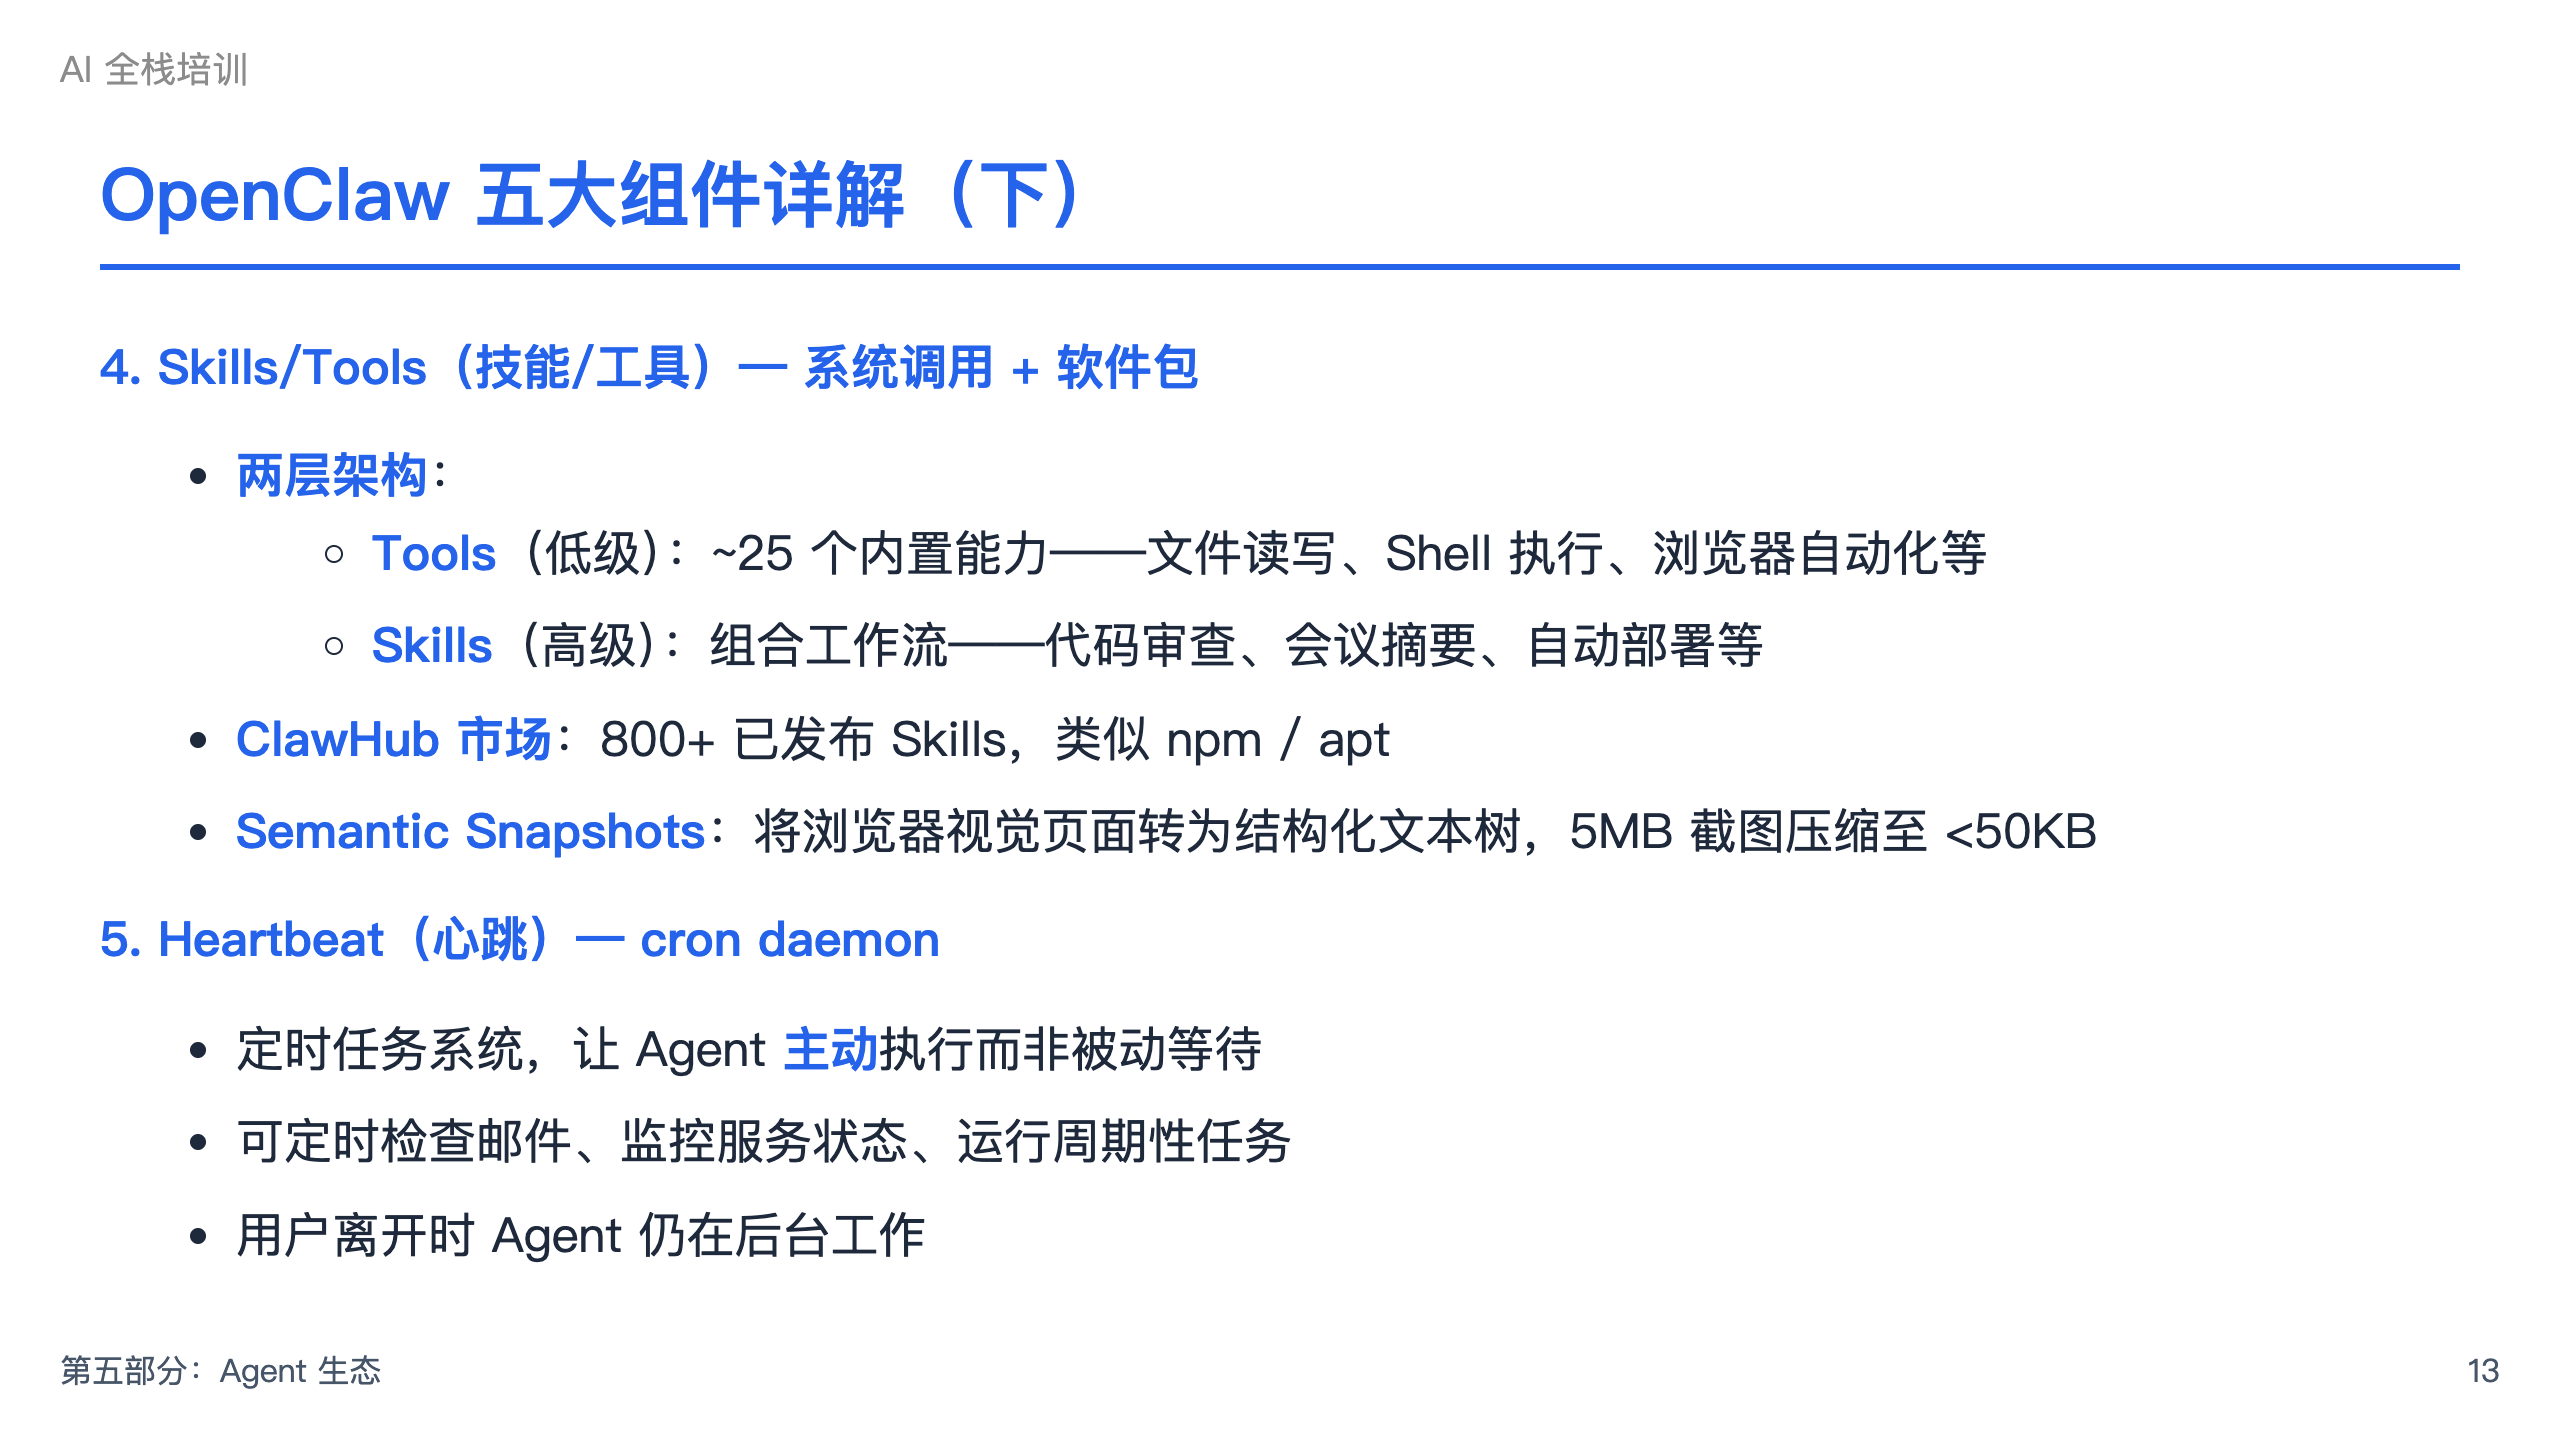 AI 全栈培训
OpenClaw 五大组件详解（下）
4. Skills/Tools（技能/工具）— 系统调用 + 软件包
• 两层架构：
○ Tools（低级）：~25 个内置能力——文件读写、Shell 执行、浏览器自动化等
○ Skills（高级）：组合工作流——代码审查、会议摘要、自动部署等
• ClawHub 市场：800+ 已发布 Skills，类似 npm / apt
• Semantic Snapshots：将浏览器视觉页面转为结构化文本树，5MB 截图压缩至 <50KB
5. Heartbeat（心跳）— cron daemon
• 定时任务系统，让 Agent 主动执行而非被动等待
• 可定时检查邮件、监控服务状态、运行周期性任务
• 用户离开时 Agent 仍在后台工作
第五部分：Agent 生态
13